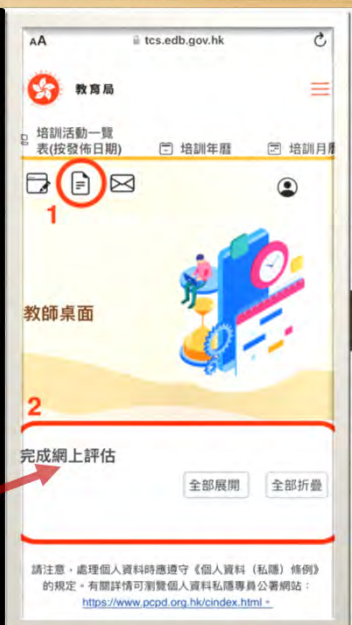 AA tcs.edb.gov.hk
教育局
培訓活動一覽
表(按發佈日期) 培訓年曆 培訓月曆
1
教師桌面
2
完成網上評估
全部展開 全部折疊
請注意，處理個人資料時應遵守《個人資料（私隱）條例》
的規定。有關詳情可瀏覽個人資料私隱專員公署網站：
https://www.pcpd.org.hk/cindex.html。